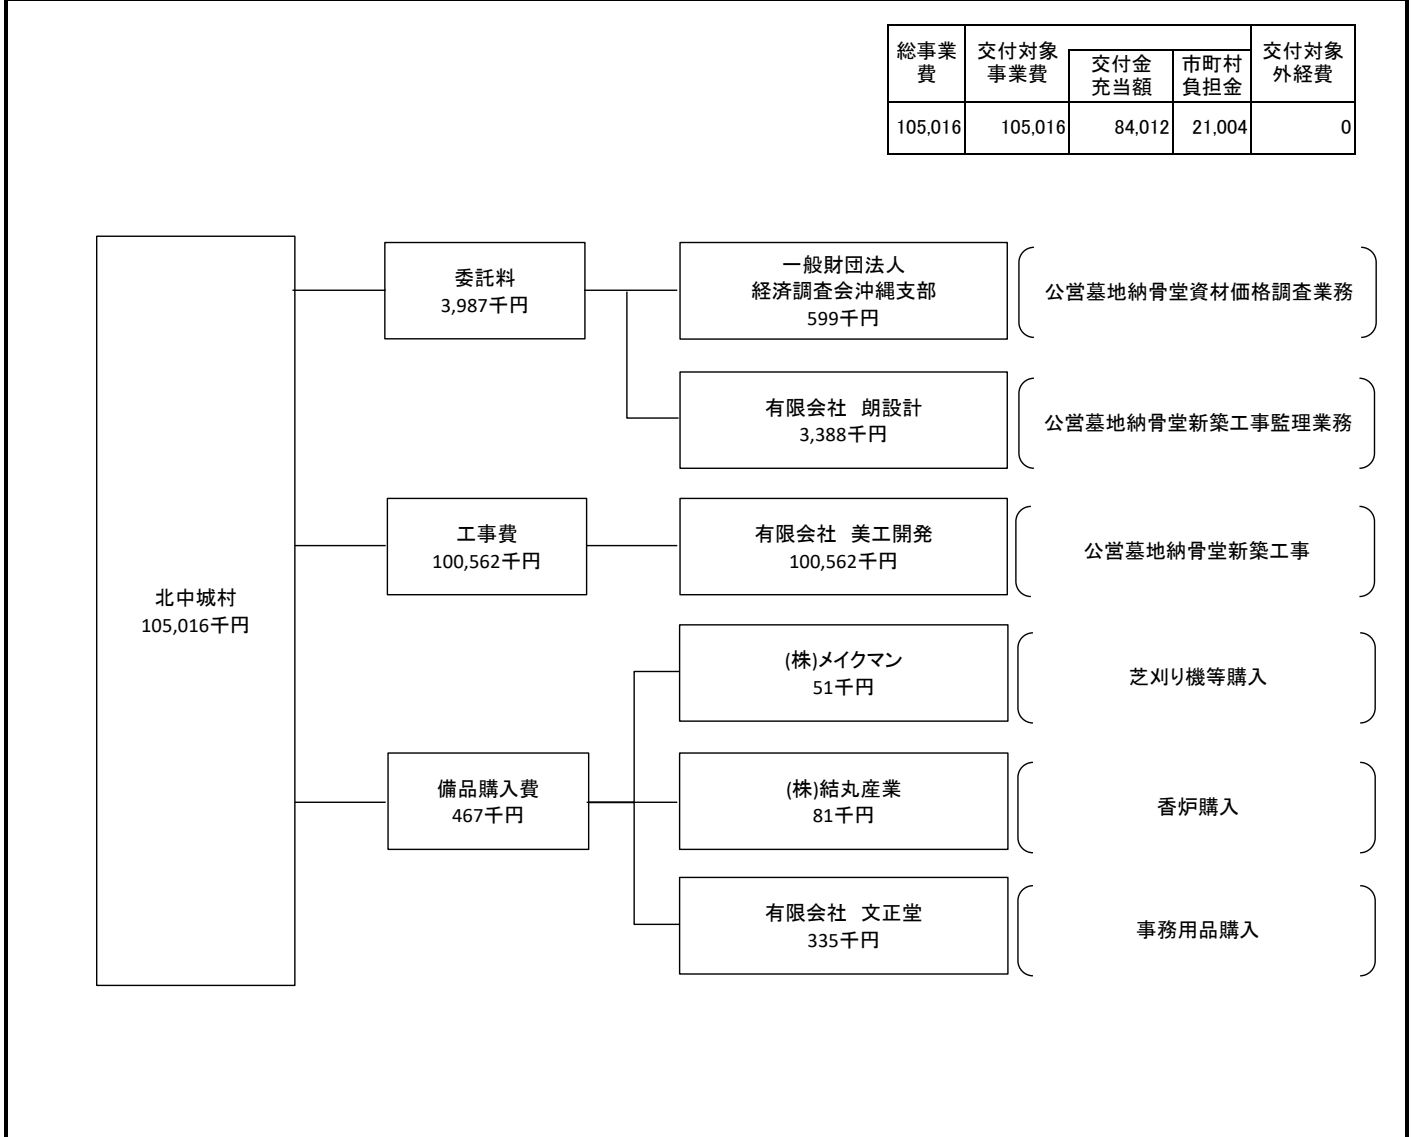 総事業
費
交付対象
事業費
交付金
充当額
市町村
負担金
交付対象
外経費
105,016
105,016
84,012
21,004
0
北中城村
105,016千円
委託料
3,987千円
一般財団法人
経済調査会沖縄支部
599千円
公営墓地納骨堂資材価格調査業務
有限会社　朗設計
3,388千円
公営墓地納骨堂新築工事監理業務
工事費
100,562千円
有限会社　美工開発
100,562千円
公営墓地納骨堂新築工事
備品購入費
467千円
(株)メイクマン
51千円
芝刈り機等購入
(株)結丸産業
81千円
香炉購入
有限会社　文正堂
335千円
事務用品購入